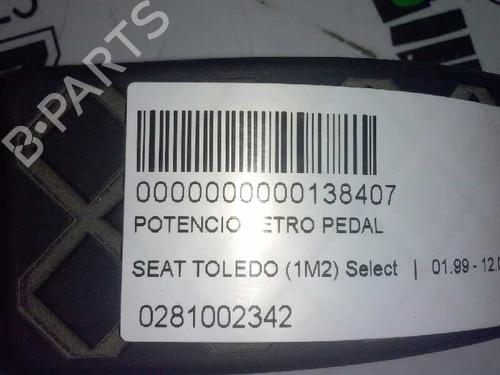 B-PARTS
0000000000138407
POTENCIO ETRO PEDAL
SEAT TOLEDO (1M2) Select | 01.99 - 12.0
0281002342